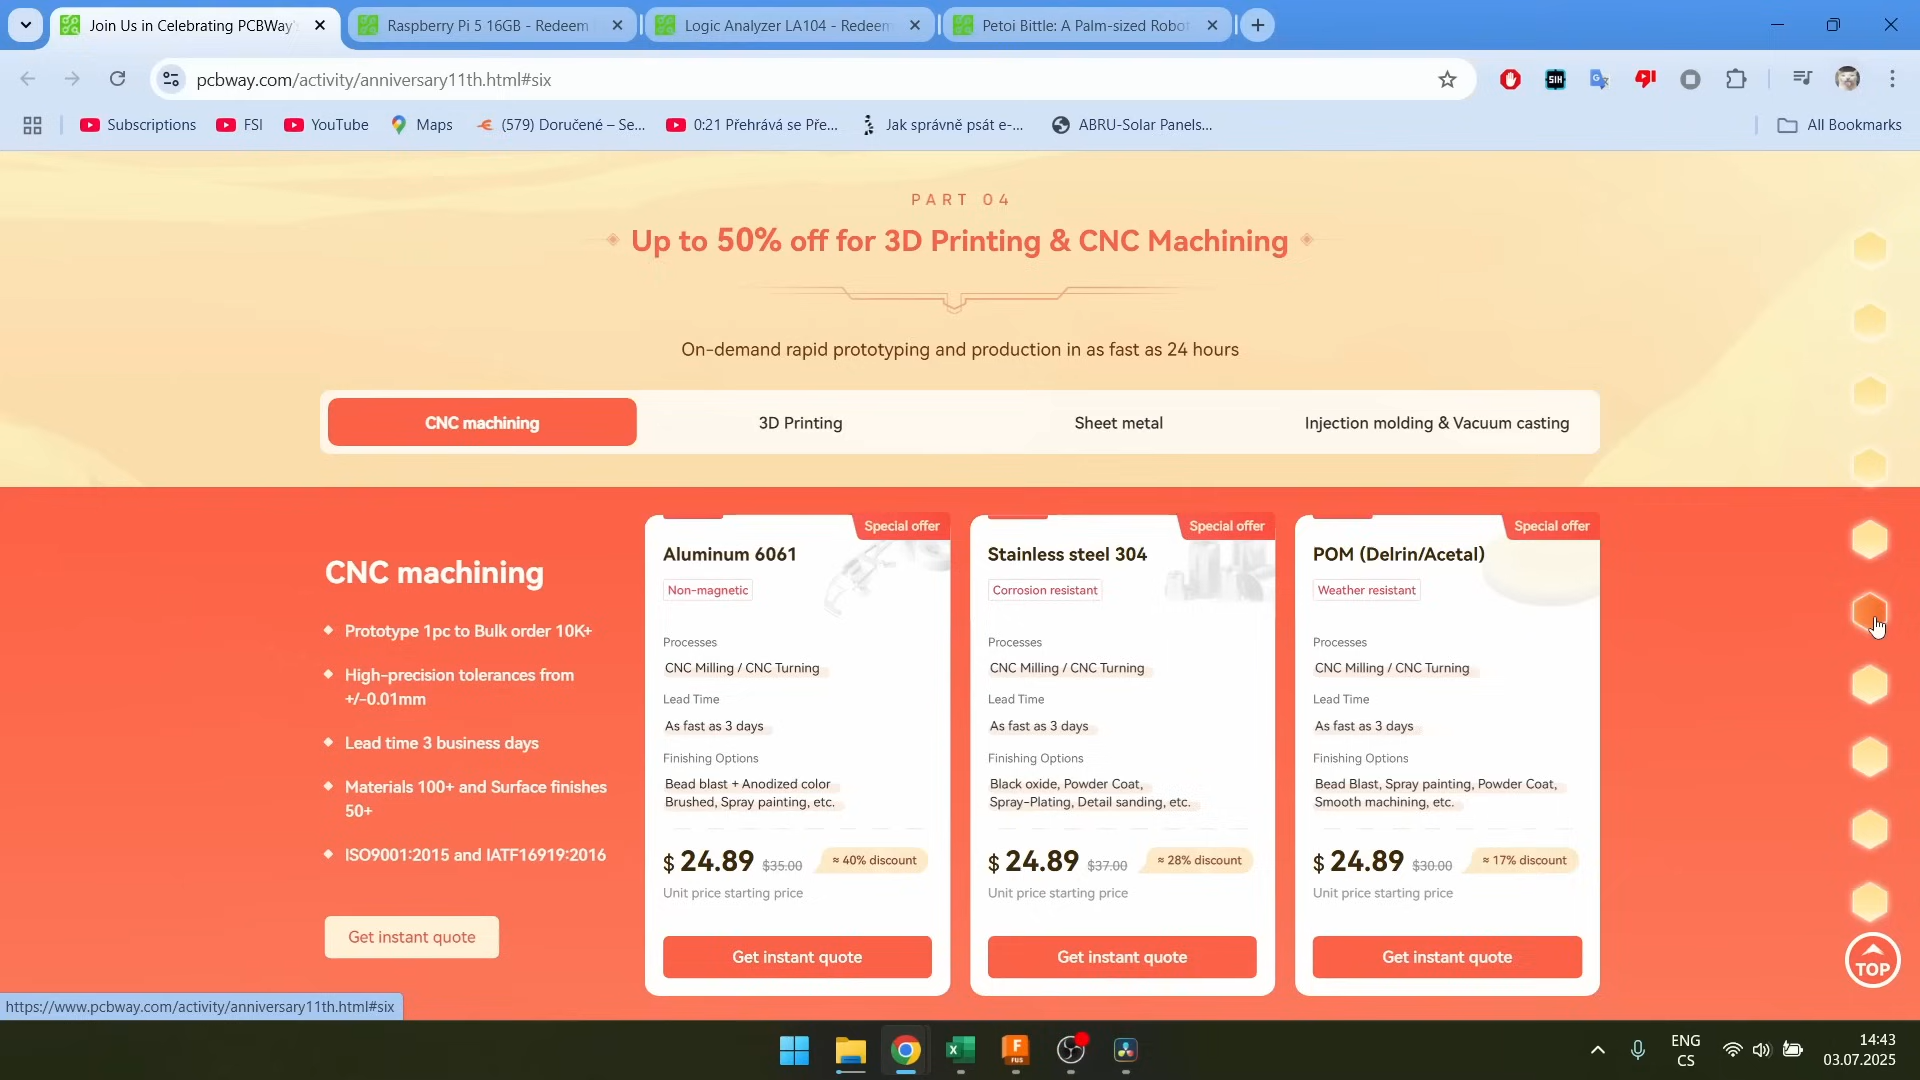 Join Us in Celebrating PCBWay'
Raspberry Pi 5 16GB - Redeem
Logic Analyzer LA104 - Redeem
Petoi Bittle: A Palm-sized Robot
pcbway.com/activity/anniversary11th.html#six
Subscriptions
FSI
YouTube
Maps
(579) Doručené – Se...
0:21 Přehrává se Pře...
Jak správně psát e-...
ABRU-Solar Panels...
All Bookmarks
PART 04
Up to 50% off for 3D Printing & CNC Machining
On-demand rapid prototyping and production in as fast as 24 hours
CNC machining
3D Printing
Sheet metal
Injection molding & Vacuum casting
CNC machining
Prototype 1pc to Bulk order 10K+
High-precision tolerances from
+/-0.01mm
Lead time 3 business days
Materials 100+ and Surface finishes
50+
ISO9001:2015 and IATF16919:2016
Get instant quote
Special offer
Aluminum 6061
Non-magnetic
Processes
CNC Milling / CNC Turning
Lead Time
As fast as 3 days
Finishing Options
Bead blast + Anodized color
Brushed, Spray painting, etc.
$ 24.89 $35.00 ≈ 40% discount
Unit price starting price
Get instant quote
Special offer
Stainless steel 304
Corrosion resistant
Processes
CNC Milling / CNC Turning
Lead Time
As fast as 3 days
Finishing Options
Black oxide, Powder Coat,
Spray-Plating, Detail sanding, etc.
$ 24.89 $37.00 ≈ 28% discount
Unit price starting price
Get instant quote
Special offer
POM (Delrin/Acetal)
Weather resistant
Processes
CNC Milling / CNC Turning
Lead Time
As fast as 3 days
Finishing Options
Bead Blast, Spray painting, Powder Coat,
Smooth machining, etc.
$ 24.89 $30.00 ≈ 17% discount
Unit price starting price
Get instant quote
TOP
https://www.pcbway.com/activity/anniversary11th.html#six
ENG
CS
14:43
03.07.2025